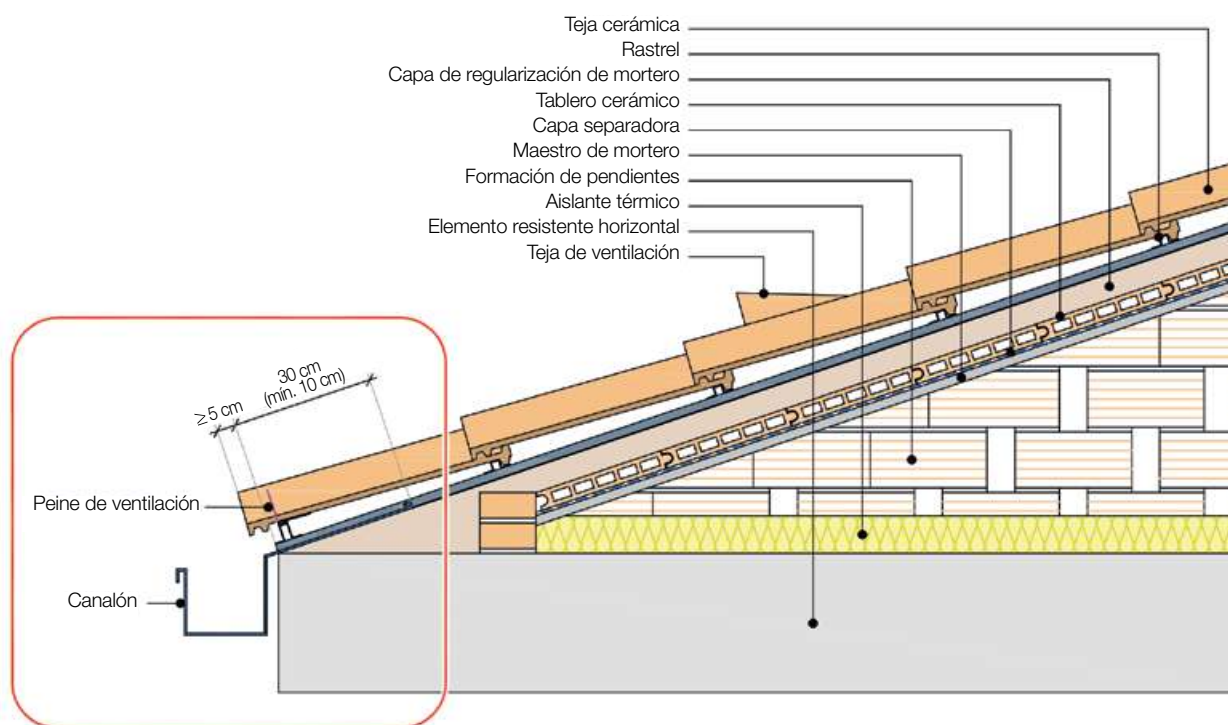 Teja cerámica
Rastrel
Capa de regularización de mortero
Tablero cerámico
Capa separadora
Maestro de mortero
Formación de pendientes
Aislante térmico
Elemento resistente horizontal
Teja de ventilación
≥ 5 cm
30 cm
(mín. 10 cm)
Peine de ventilación
Canalón